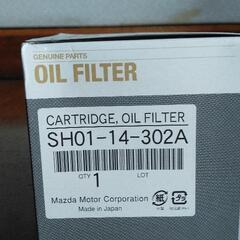 GENUINE PARTS
OIL FILTER
CARTRIDGE, OIL FILTER
SH01-14-302A
QTY LOT
1
Mazda Motor Corporation
Made in Japan
紙